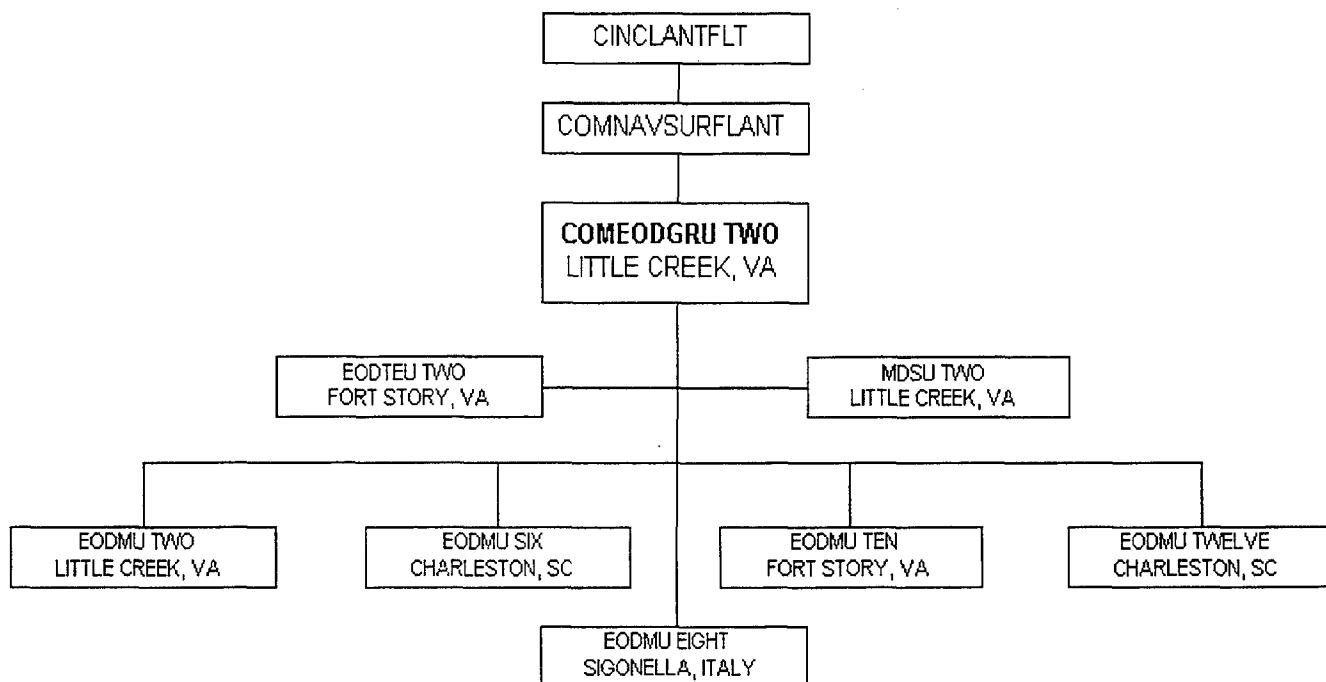 CINCLANTFLT
COMNAVSURFLANT
COMEODGRU TWO
LITTLE CREEK, VA
EODTEU TWO
FORT STORY, VA
MDSU TWO
LITTLE CREEK, VA
EODMU TWO
LITTLE CREEK, VA
EODMU SIX
CHARLESTON, SC
EODMU TEN
FORT STORY, VA
EODMU TWELVE
CHARLESTON, SC
EODMU EIGHT
SIGONELLA, ITALY